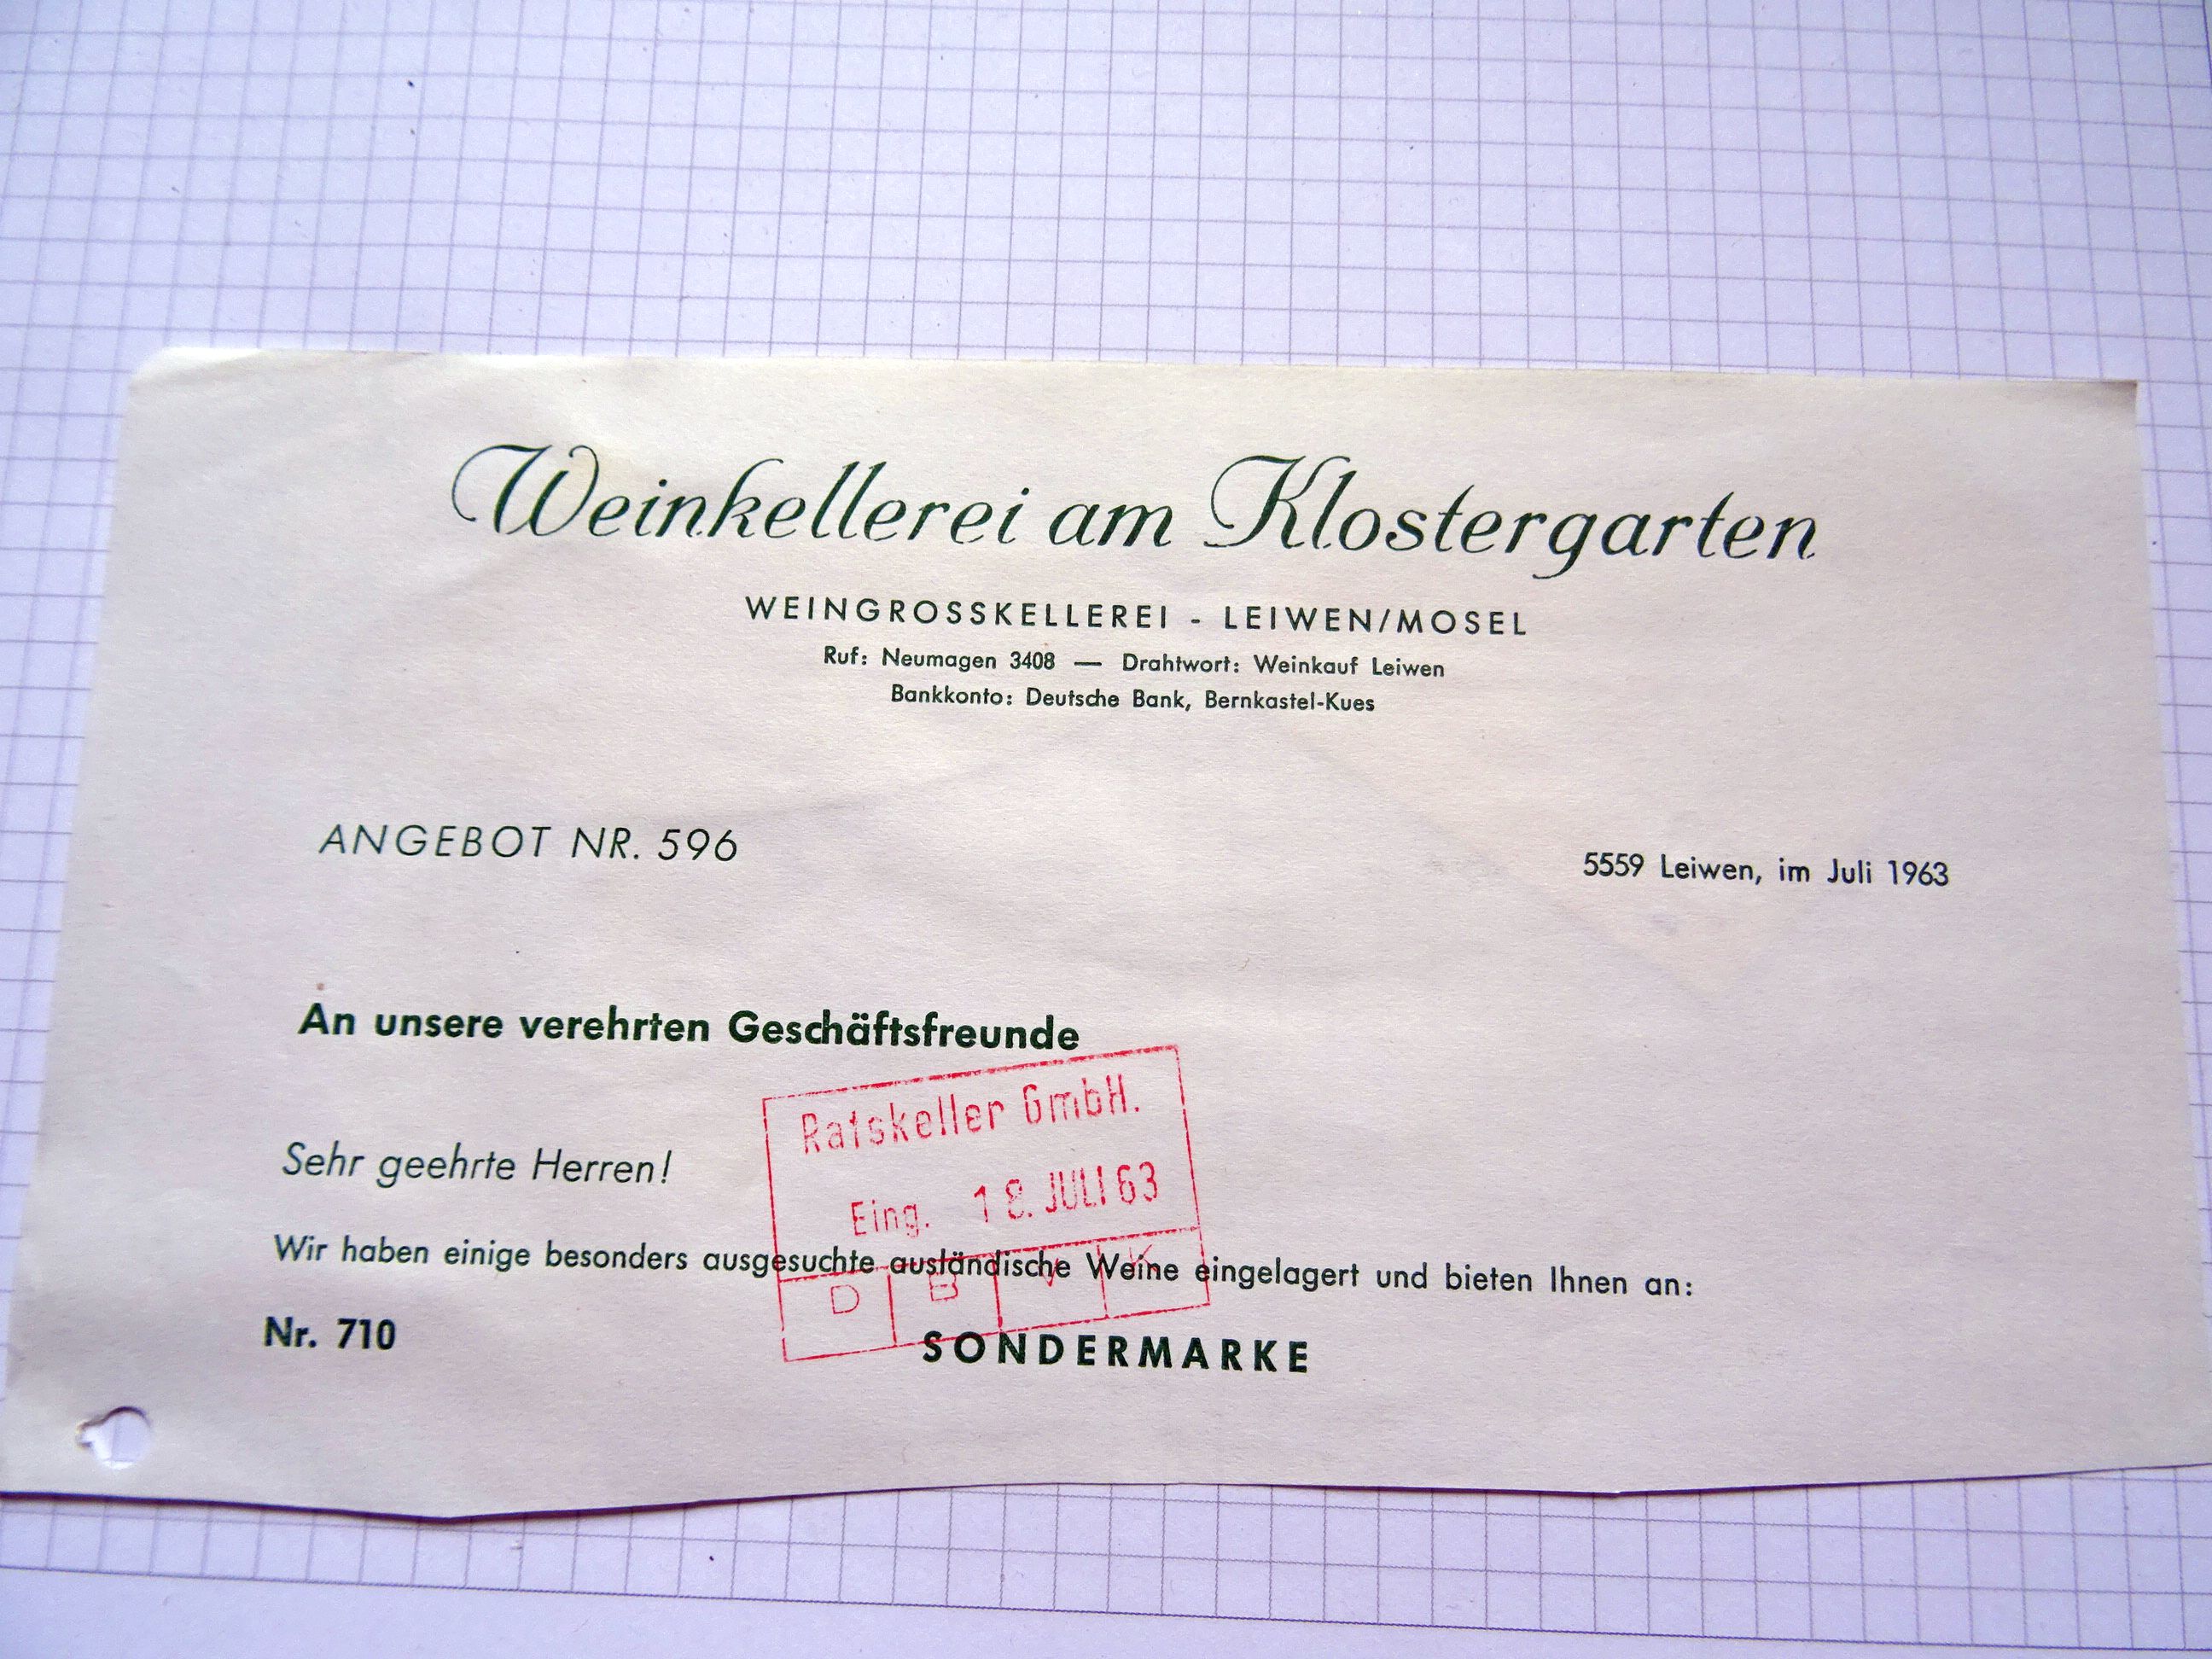 Weinkellerei am Klostergarten
WEINGROSSKELLEREI - LEIWEN/MOSEL
Ruf: Neumagen 3408 — Drahtwort: Weinkauf Leiwen
Bankkonto: Deutsche Bank, Bernkastel-Kues
ANGEBOT NR. 596
5559 Leiwen, im Juli 1963
An unsere verehrten Geschäftsfreunde
Ratskeller GmbH.
Sehr geehrte Herren!
Eing. 18. JULI 63
Wir haben einige besonders ausgesuchte ausländische Weine eingelagert und bieten Ihnen an:
D B V K
Nr. 710 SONDERMARKE